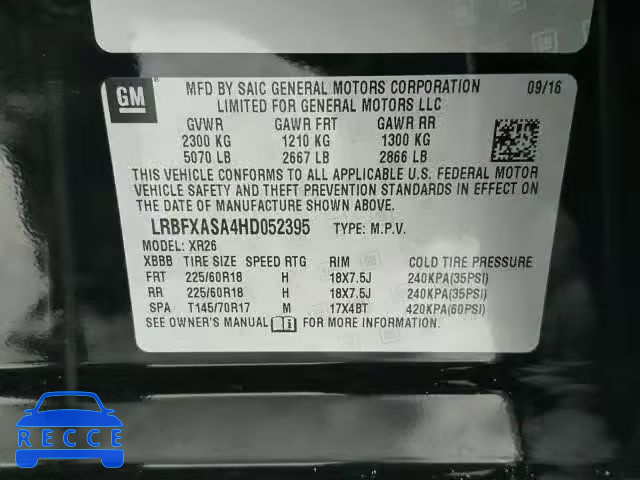 GM
®
MFD BY SAIC GENERAL MOTORS CORPORATION 09/16
LIMITED FOR GENERAL MOTORS LLC
GVWR GAWR FRT GAWR RR
2300 KG 1210 KG 1300 KG
5070 LB 2667 LB 2866 LB
THIS VEHICLE CONFORMS TO ALL APPLICABLE U.S. FEDERAL MOTOR
VEHICLE SAFETY AND THEFT PREVENTION STANDARDS IN EFFECT ON
THE DATE OF MANUFACTURE SHOWN ABOVE.
LRBFXASA4HD052395 TYPE: M.P.V.
MODEL: XR26
XBBB TIRE SIZE SPEED RTG RIM COLD TIRE PRESSURE
FRT 225/60R18 H 18X7.5J 240KPA(35PSI)
RR 225/60R18 H 18X7.5J 240KPA(35PSI)
SPA T145/70R17 M 17X4BT 420KPA(60PSI)
SEE OWNER'S MANUAL FOR MORE INFORMATION.
RECCE